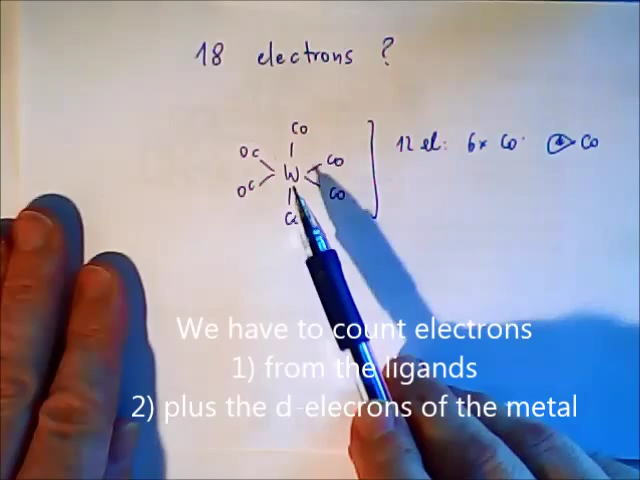 18 electrons ?
CO
OC CO
W
OC CO
12 el: 6x CO CO
We have to count electrons
1) from the ligands
2) plus the d-elecrons of the metal